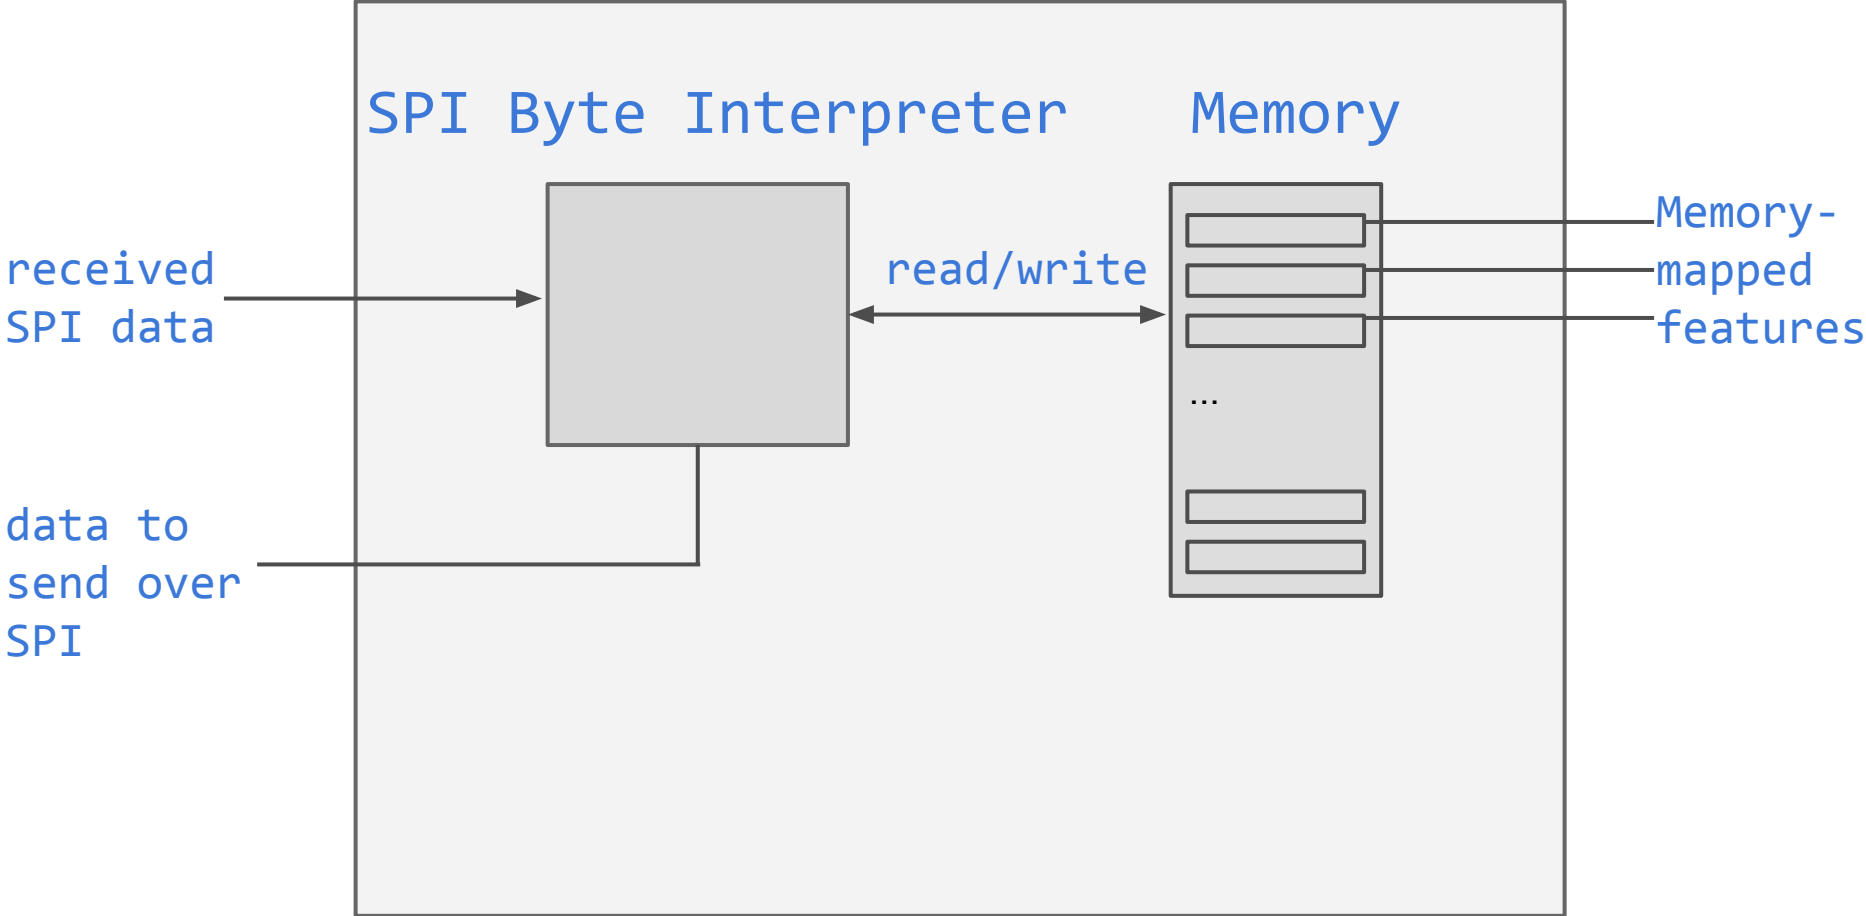 SPI Byte Interpreter
Memory
received
SPI data
read/write
Memory-
mapped
features
...
data to
send over
SPI